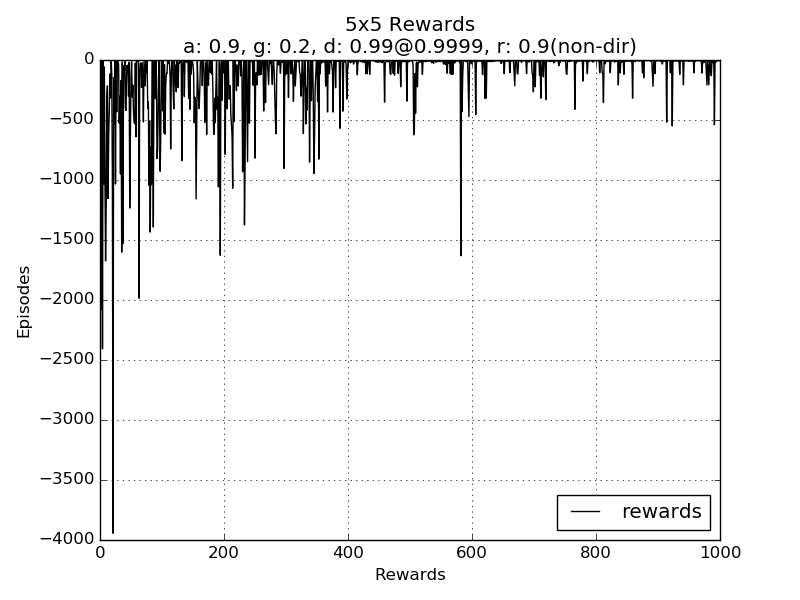 5x5 Rewards
a: 0.9, g: 0.2, d: 0.99@0.9999, r: 0.9(non-dir)
0
−500
−1000
−1500
−2000
−2500
−3000
−3500
−4000
Episodes
rewards
0 200 400 600 800 1000
Rewards